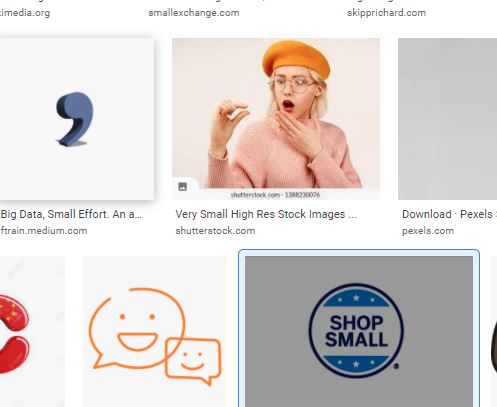 imedia.org
smallexchange.com
skipprichard.com
shutterstock.com · 1388230076
Big Data, Small Effort. An a...
Very Small High Res Stock Images ...
Download · Pexels
ftrain.medium.com
shutterstock.com
pexels.com
SHOP
SMALL